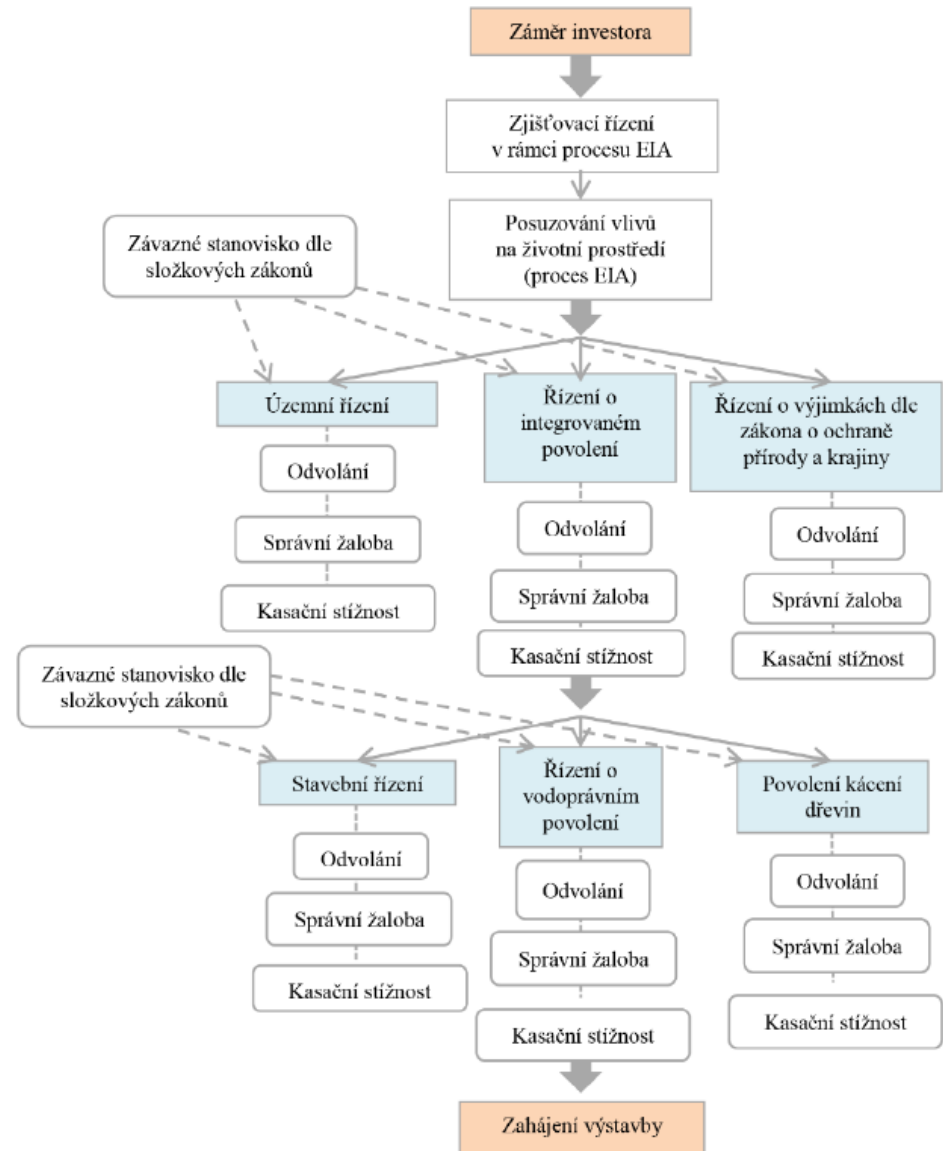 Záměr investora
Zjišťovací řízení
v rámci procesu EIA
Posuzování vlivů
na životní prostředí
(proces EIA)
Závazné stanovisko dle
složkových zákonů
Územní řízení
Odvolání
Správní žaloba
Kasační stížnost
Řízení o
integrovaném
povolení
Odvolání
Správní žaloba
Kasační stížnost
Řízení o výjimkách dle
zákona o ochraně
přírody a krajiny
Odvolání
Správní žaloba
Kasační stížnost
Závazné stanovisko dle
složkových zákonů
Stavební řízení
Odvolání
Správní žaloba
Kasační stížnost
Řízení o
vodoprávním
povolení
Odvolání
Správní žaloba
Kasační stížnost
Povolení kácení
dřevin
Odvolání
Správní žaloba
Kasační stížnost
Zahájení výstavby